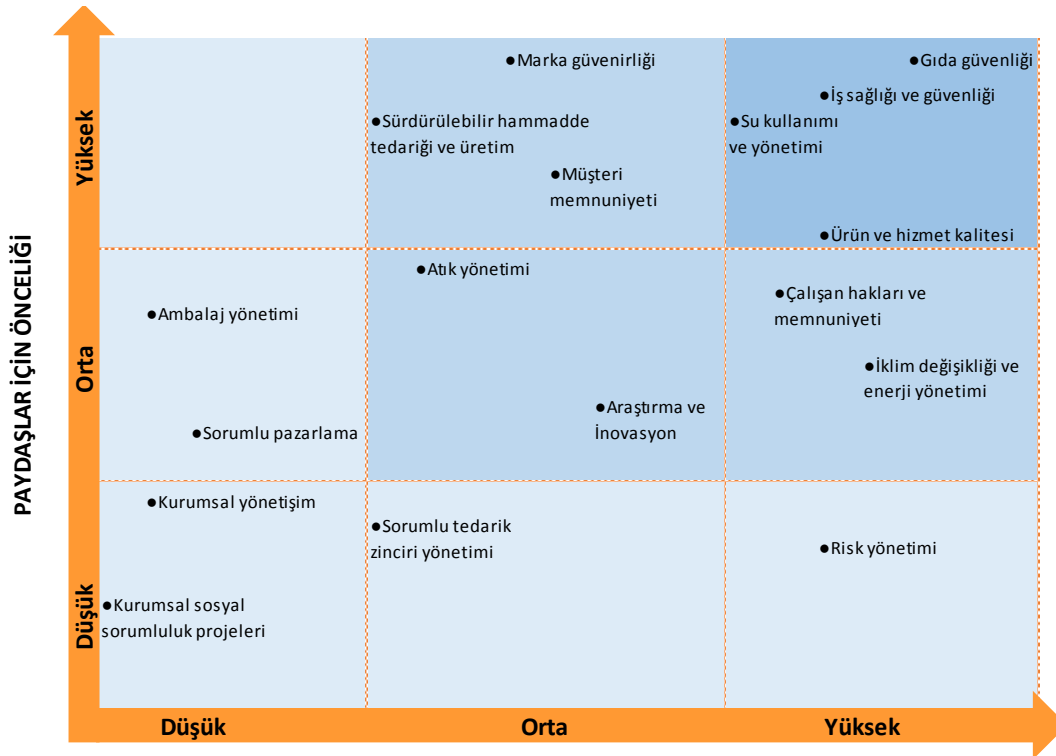 PAYDAŞLAR İÇİN ÖNCELİĞİ
Yüksek
Orta
Düşük
●Marka güvenirliği
●Gıda güvenliği
●İş sağlığı ve güvenliği
●Sürdürülebilir hammadde
tedariği ve üretim
●Su kullanımı
ve yönetimi
●Müşteri
memnuniyeti
●Ürün ve hizmet kalitesi
●Atık yönetimi
●Çalışan hakları ve
memnuniyeti
●Ambalaj yönetimi
●İklim değişikliği ve
enerji yönetimi
●Araştırma ve
İnovasyon
●Sorumlu pazarlama
●Kurumsal yönetişim
●Sorumlu tedarik
zinciri yönetimi
●Risk yönetimi
●Kurumsal sosyal
sorumluluk projeleri
Düşük
Orta
Yüksek